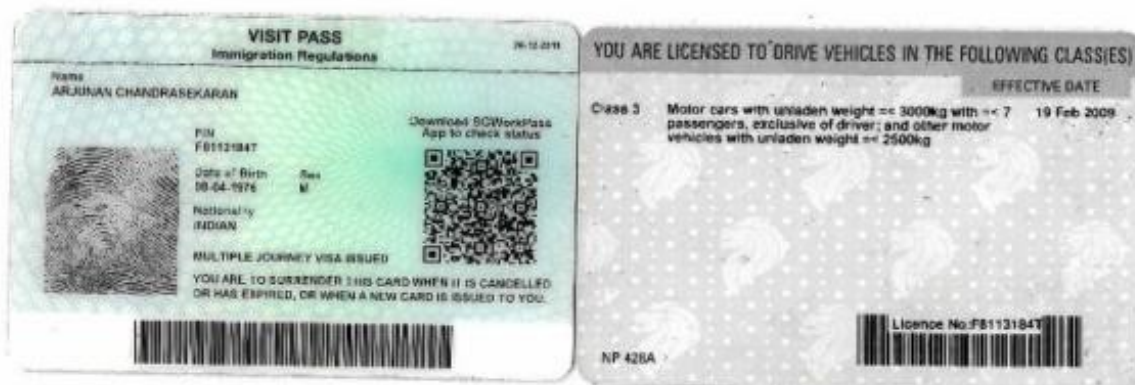 VISIT PASS
Immigration Regulations
Name
ARJUNAN CHANDRASEKARAN
Download SGWorkPass
App to check status
FIN
Date of Birth Sex
08-04-1976 M
Nationality
INDIAN
MULTIPLE JOURNEY VISA ISSUED
YOU ARE TO SURRENDER THIS CARD WHEN IT IS CANCELLED
OR HAS EXPIRED, OR WHEN A NEW CARD IS ISSUED TO YOU.
YOU ARE LICENSED TO DRIVE VEHICLES IN THE FOLLOWING CLASS(ES)
EFFECTIVE DATE
Class 3 Motor cars with unladen weight =< 3000kg with =< 7 19 Feb 2009
passengers, exclusive of driver; and other motor
vehicles with unladen weight =< 2500kg
Licence No:F8113184T
NP 428A